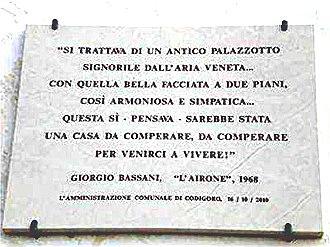 "SI TRATTAVA DI UN ANTICO PALAZZOTTO
SIGNORILE DALL'ARIA VENETA...
CON QUELLA BELLA FACCIATA A DUE PIANI,
COSÌ ARMONIOSA E SIMPATICA...
QUESTA SÌ - PENSAVA - SAREBBE STATA
UNA CASA DA COMPERARE, DA COMPERARE
PER VENIRCI A VIVERE!"
GIORGIO BASSANI, "L'AIRONE", 1968
L'AMMINISTRAZIONE COMUNALE DI CODIGORO, 16 / 10 / 2010